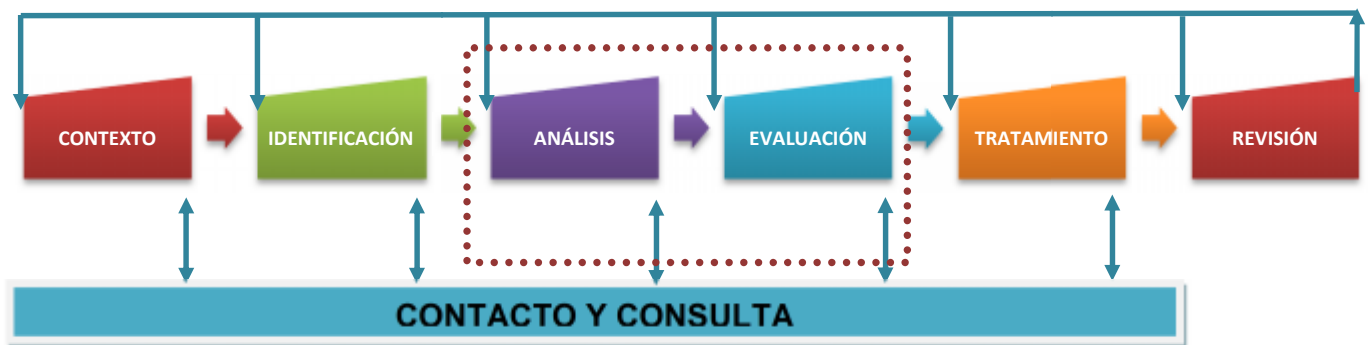 CONTEXTO
IDENTIFICACIÓN
ANÁLISIS
EVALUACIÓN
TRATAMIENTO
REVISIÓN
CONTACTO Y CONSULTA